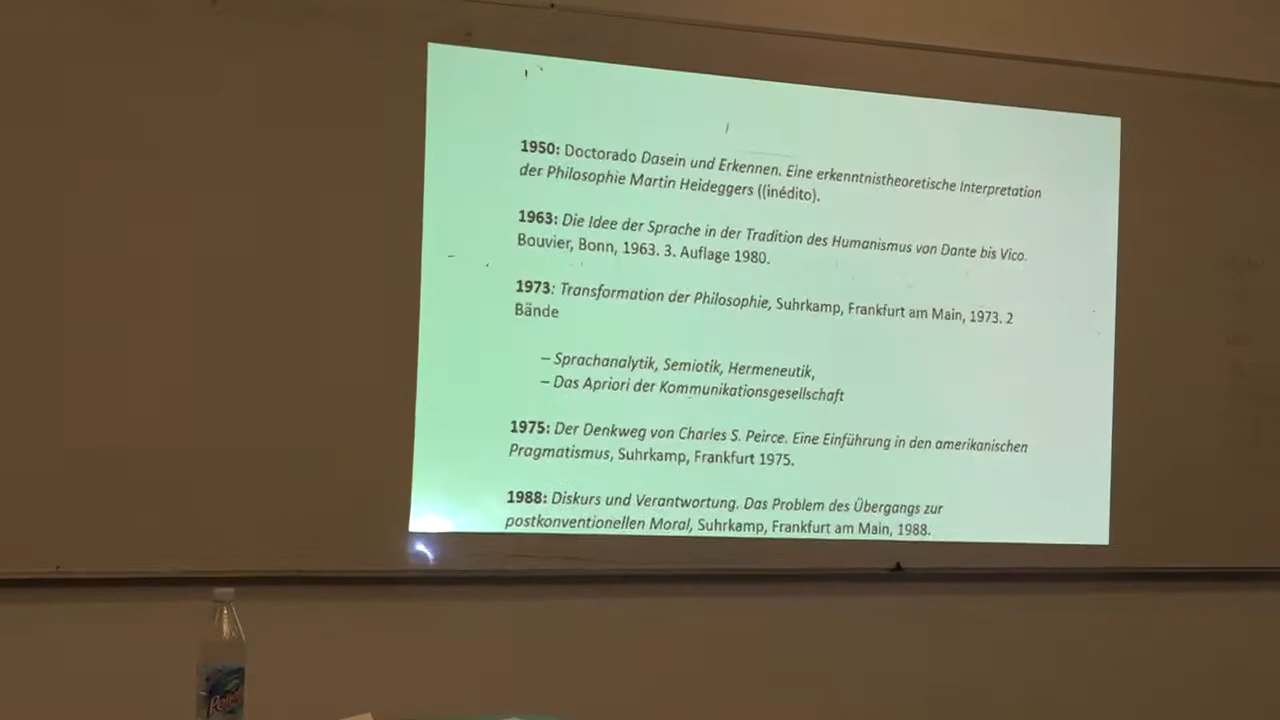 1950: Doctorado Dasein und Erkennen. Eine erkenntnistheoretische Interpretation
der Philosophie Martin Heideggers ((inédito).
1963: Die Idee der Sprache in der Tradition des Humanismus von Dante bis Vico.
Bouvier, Bonn, 1963. 3. Auflage 1980.
1973: Transformation der Philosophie, Suhrkamp, Frankfurt am Main, 1973. 2
Bände
– Sprachanalytik, Semiotik, Hermeneutik,
– Das Apriori der Kommunikationsgesellschaft
1975: Der Denkweg von Charles S. Peirce. Eine Einführung in den amerikanischen
Pragmatismus, Suhrkamp, Frankfurt 1975.
1988: Diskurs und Verantwortung. Das Problem des Übergangs zur
postkonventionellen Moral, Suhrkamp, Frankfurt am Main, 1988.